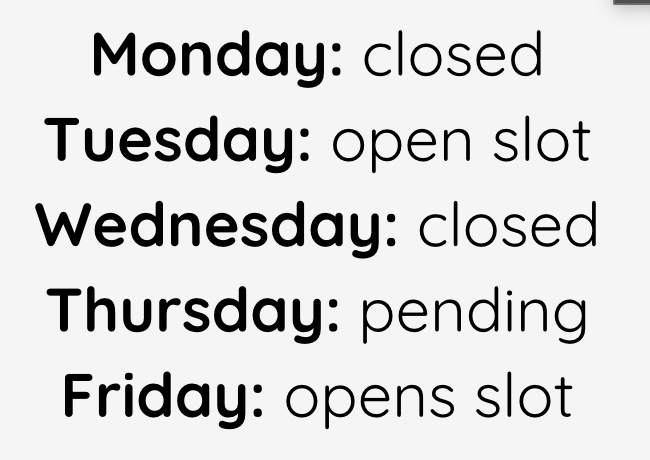 Monday: closed
Tuesday: open slot
Wednesday: closed
Thursday: pending
Friday: opens slot